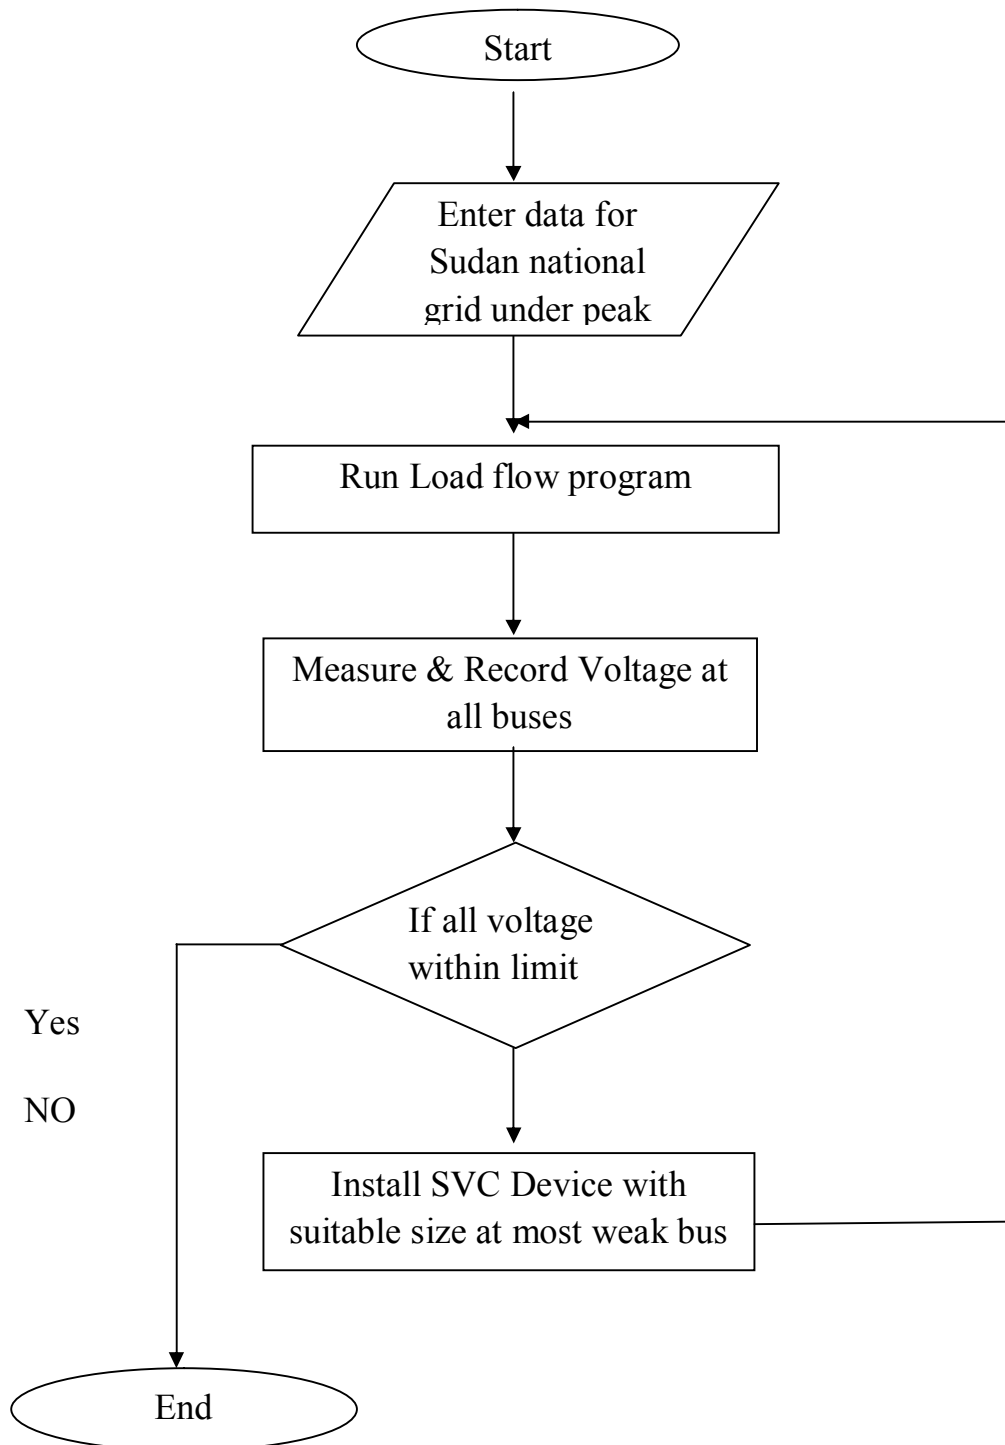 Start
Enter data for
Sudan national
grid under peak
Run Load flow program
Measure & Record Voltage at
all buses
If all voltage
within limit
Yes
NO
Install SVC Device with
suitable size at most weak bus
End